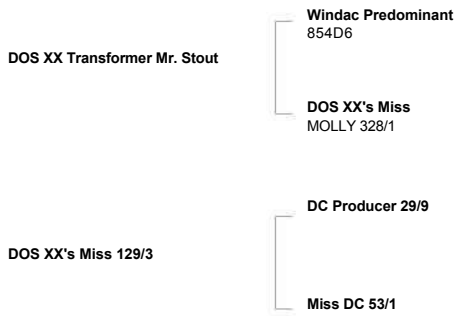 Windac Predominant
854D6
DOS XX Transformer Mr. Stout
DOS XX's Miss
MOLLY 328/1
DC Producer 29/9
DOS XX's Miss 129/3
Miss DC 53/1